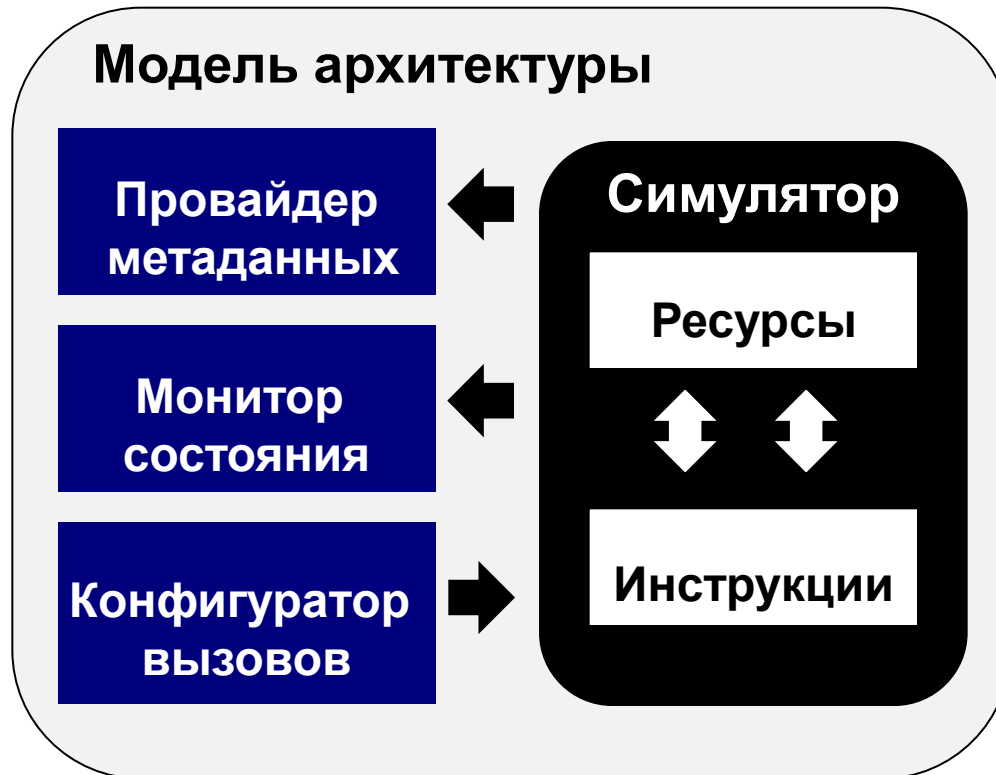 Модель архитектуры
Провайдер
метаданных
Монитор
состояния
Конфигуратор
вызовов
Симулятор
Ресурсы
Инструкции